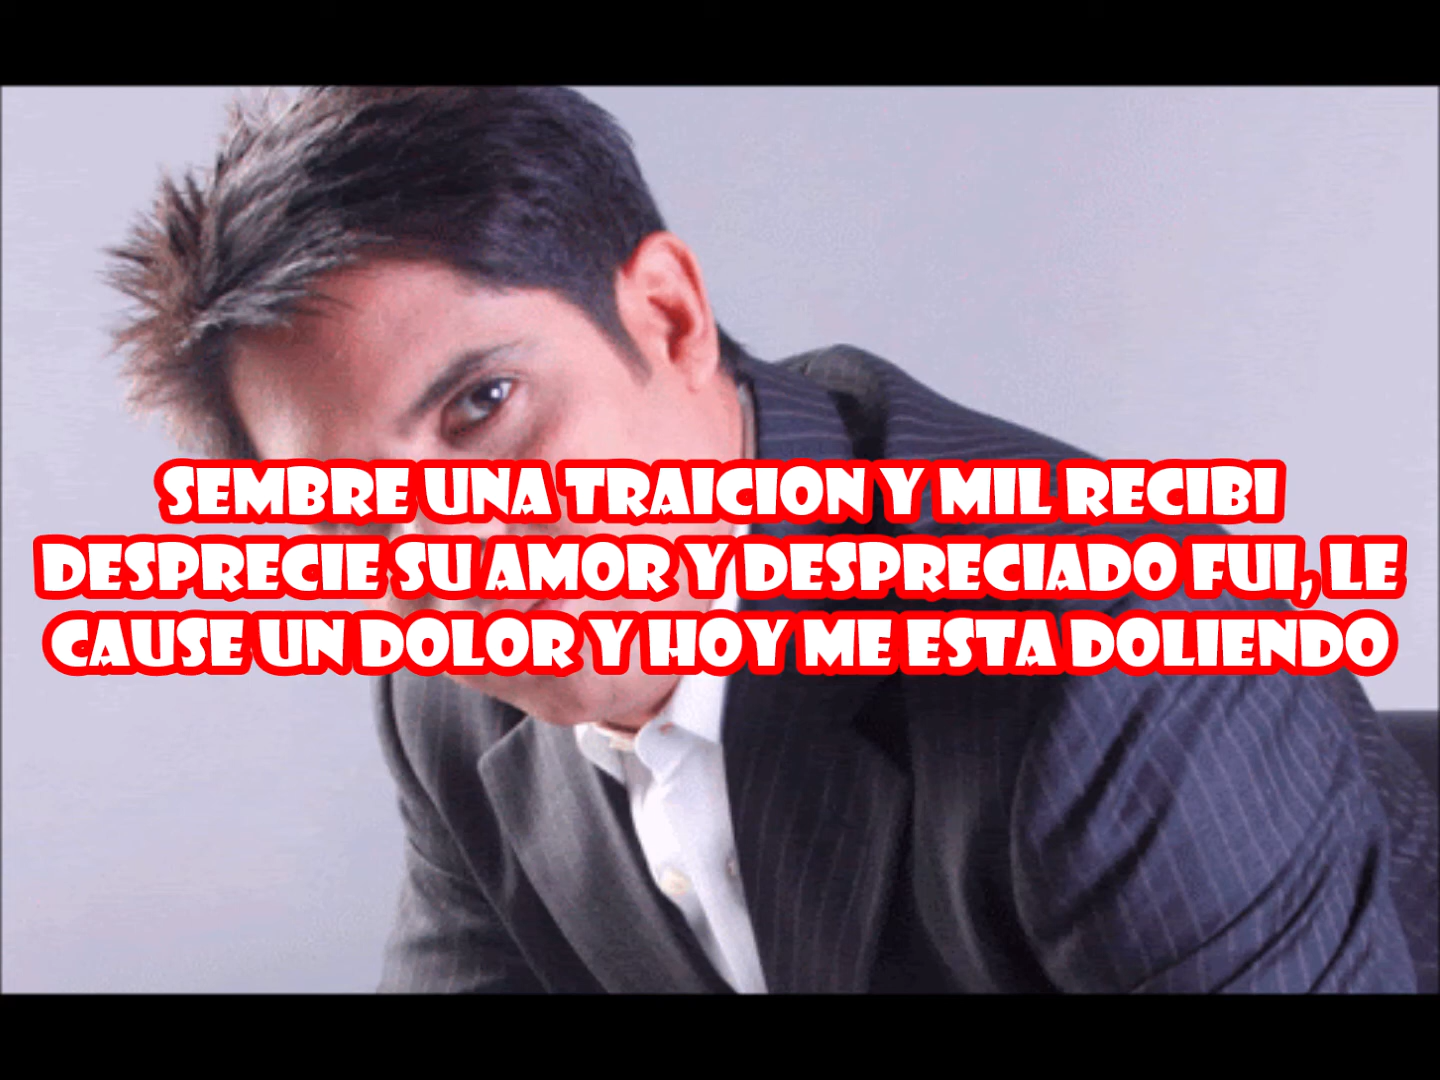 SEMBRE UNA TRAICION Y MIL RECIBI
DESPRECIE SU AMOR Y DESPRECIADO FUI, LE
CAUSE UN DOLOR Y HOY ME ESTA DOLIENDO